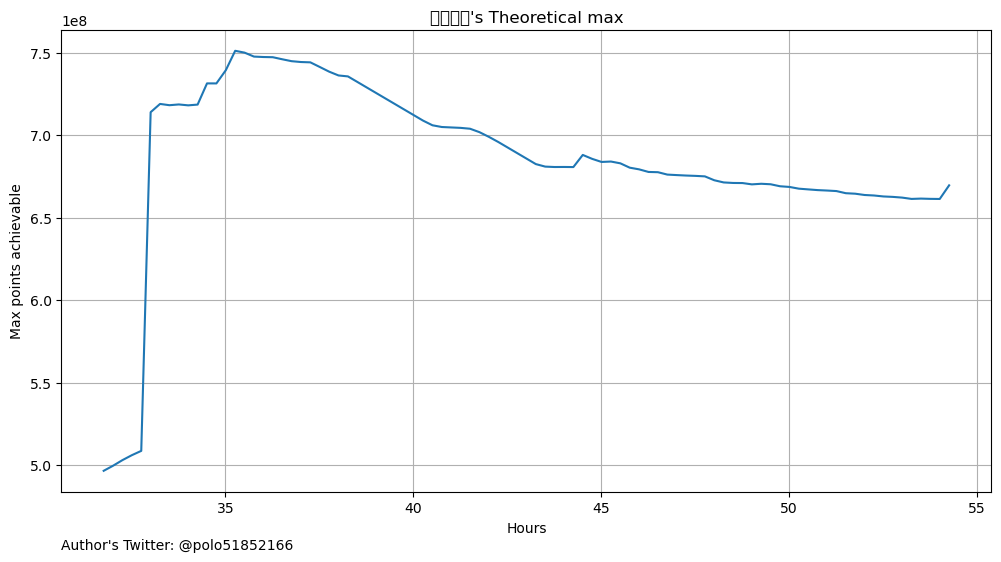 's Theoretical max
1e8
7.5
7.0
6.5
6.0
5.5
5.0
Max points achievable
35 40 45 50 55
Hours
Author's Twitter: @polo51852166